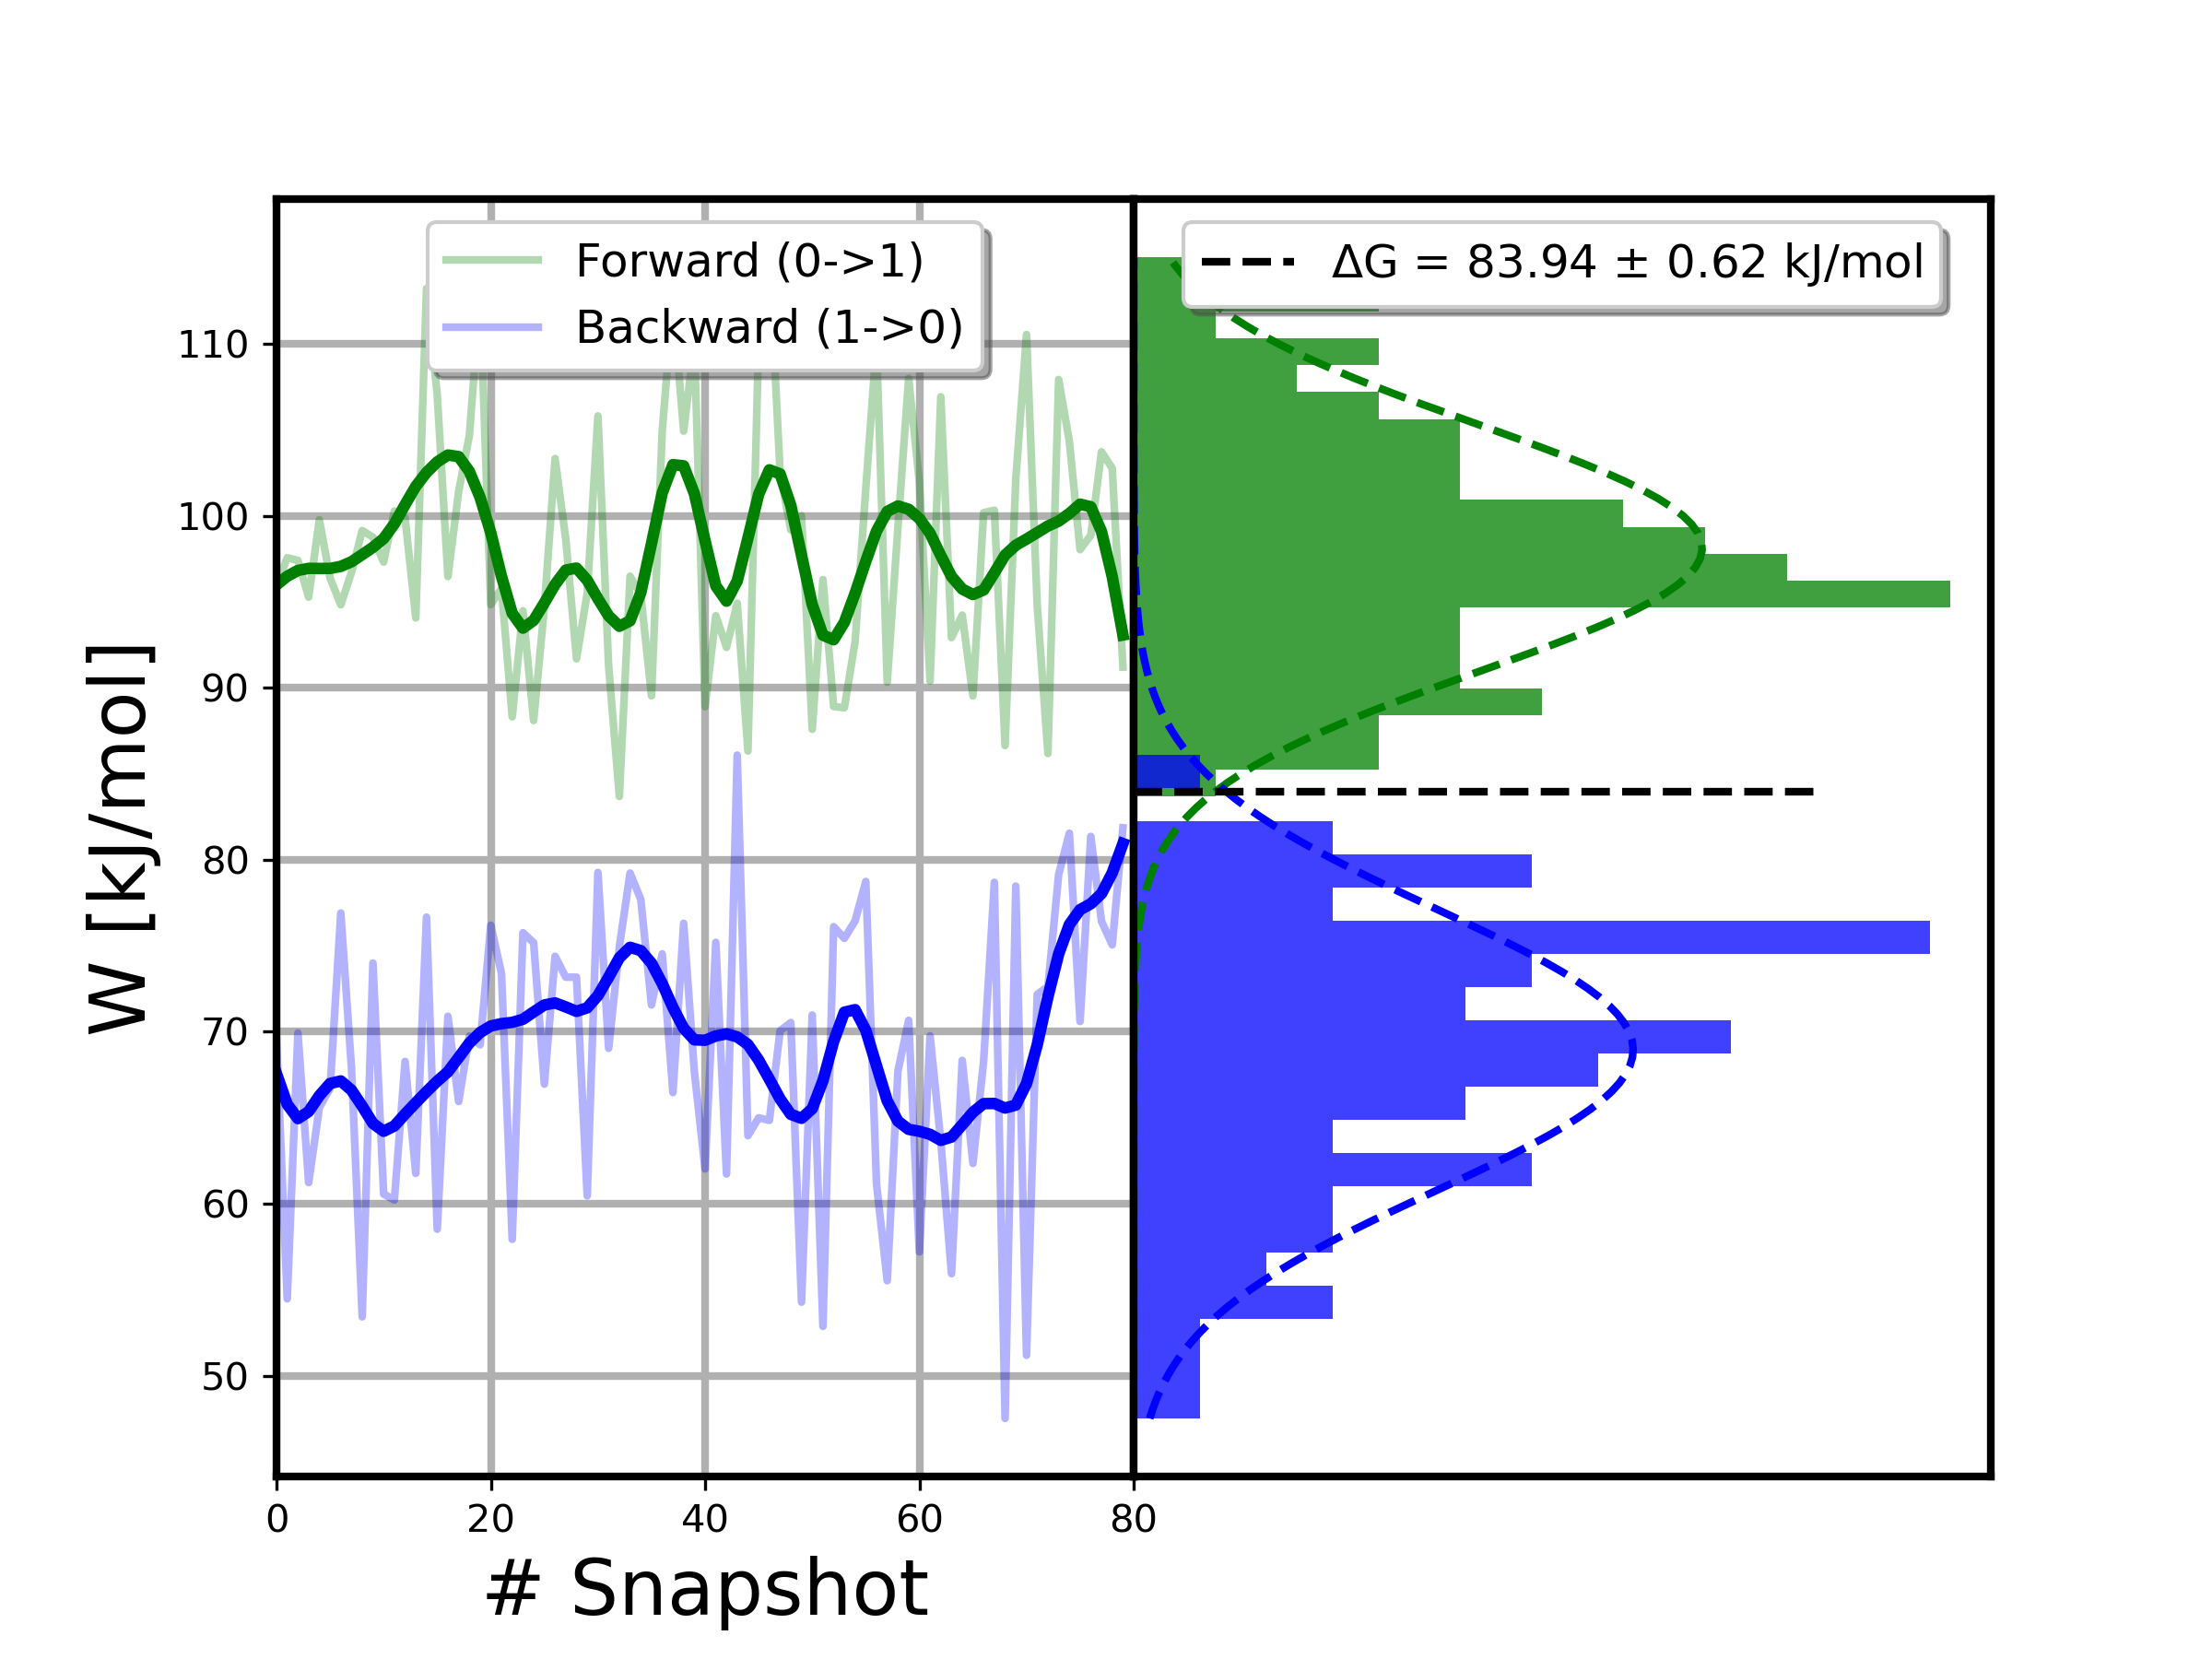 Forward (0->1)
Backward (1->0)
ΔG = 83.94 ± 0.62 kJ/mol
110
100
90
80
70
60
50
W [kJ/mol]
0 20 40 60 80
# Snapshot